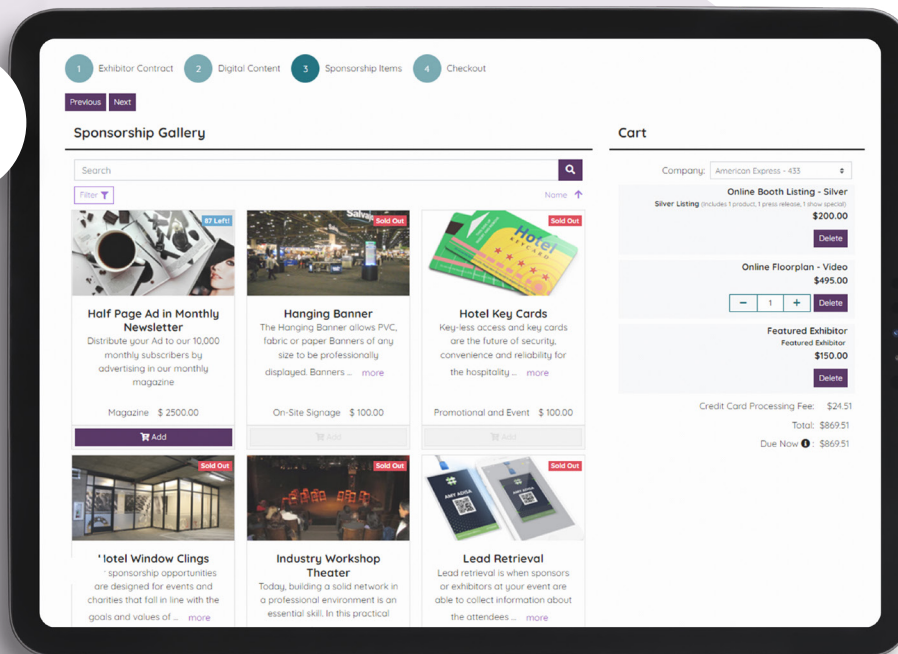 1 Exhibitor Contract 2 Digital Content 3 Sponsorship Items 4 Checkout
Previous Next
Sponsorship Gallery
Search
Filter
Name
87 Left!
Half Page Ad in Monthly
Newsletter
Distribute your Ad to our 10,000
monthly subscribers by
advertising in our monthly
magazine
Magazine $ 2500.00
Add
Sold Out
Hanging Banner
The Hanging Banner allows PVC,
fabric or paper Banners of any
size to be professionally
displayed. Banners ... more
On-Site Signage $ 100.00
Add
Sold Out
Hotel
KEYCARD
Hotel Key Cards
Key-less access and key cards
are the future of security,
convenience and reliability for
the hospitality ... more
Promotional and Event $ 100.00
Add
Sold Out
otel Window Clings
sponsorship opportunities
are designed for events and
charities that fall in line with the
goals and values of ... more
Sold Out
Industry Workshop
Theater
Today, building a solid network in
a professional environment is an
essential skill. In this practical
Sold Out
AMY ADIDA
AMY ADIDA
Lead Retrieval
Lead retrieval is when sponsors
or exhibitors at your event are
able to collect information about
the attendees ... more
Cart
Company: American Express - 433
Online Booth Listing - Silver
Silver Listing (includes 1 product, 1 press release, 1 show special)
$200.00
Delete
Online Floorplan - Video
$495.00
− 1 + Delete
Featured Exhibitor
Featured Exhibitor
$150.00
Delete
Credit Card Processing Fee: $24.51
Total: $869.51
Due Now : $869.51